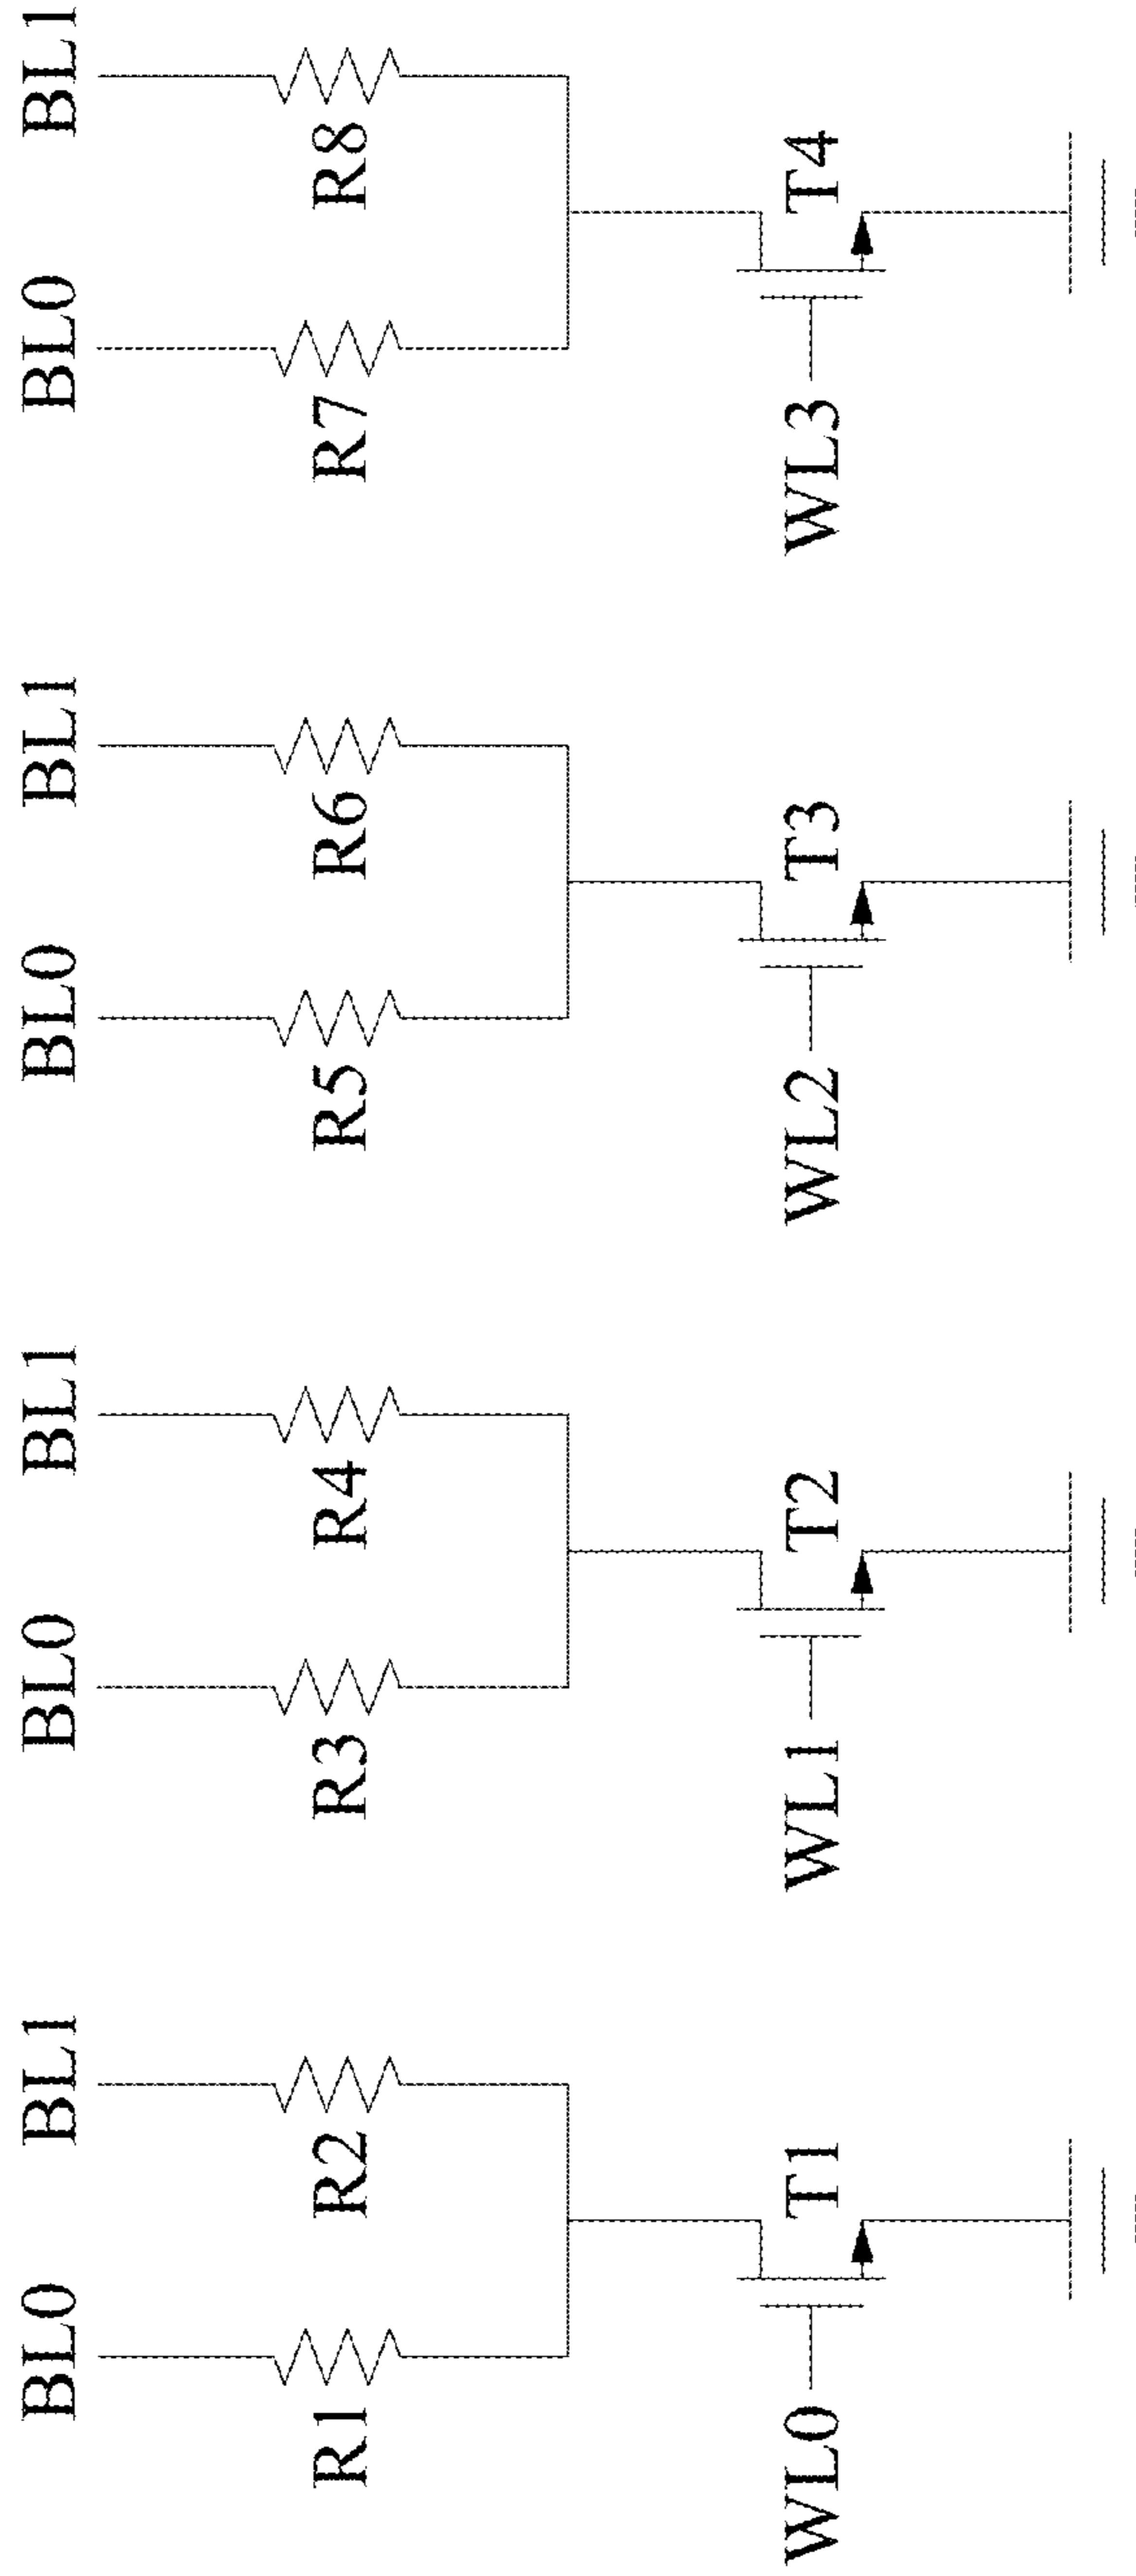 BL0 BL1 BL0 BL1 BL0 BL1 BL0 BL1
R1 R2 R3 R4 R5 R6 R7 R8
WL0 T1 WL1 T2 WL2 T3 WL3 T4